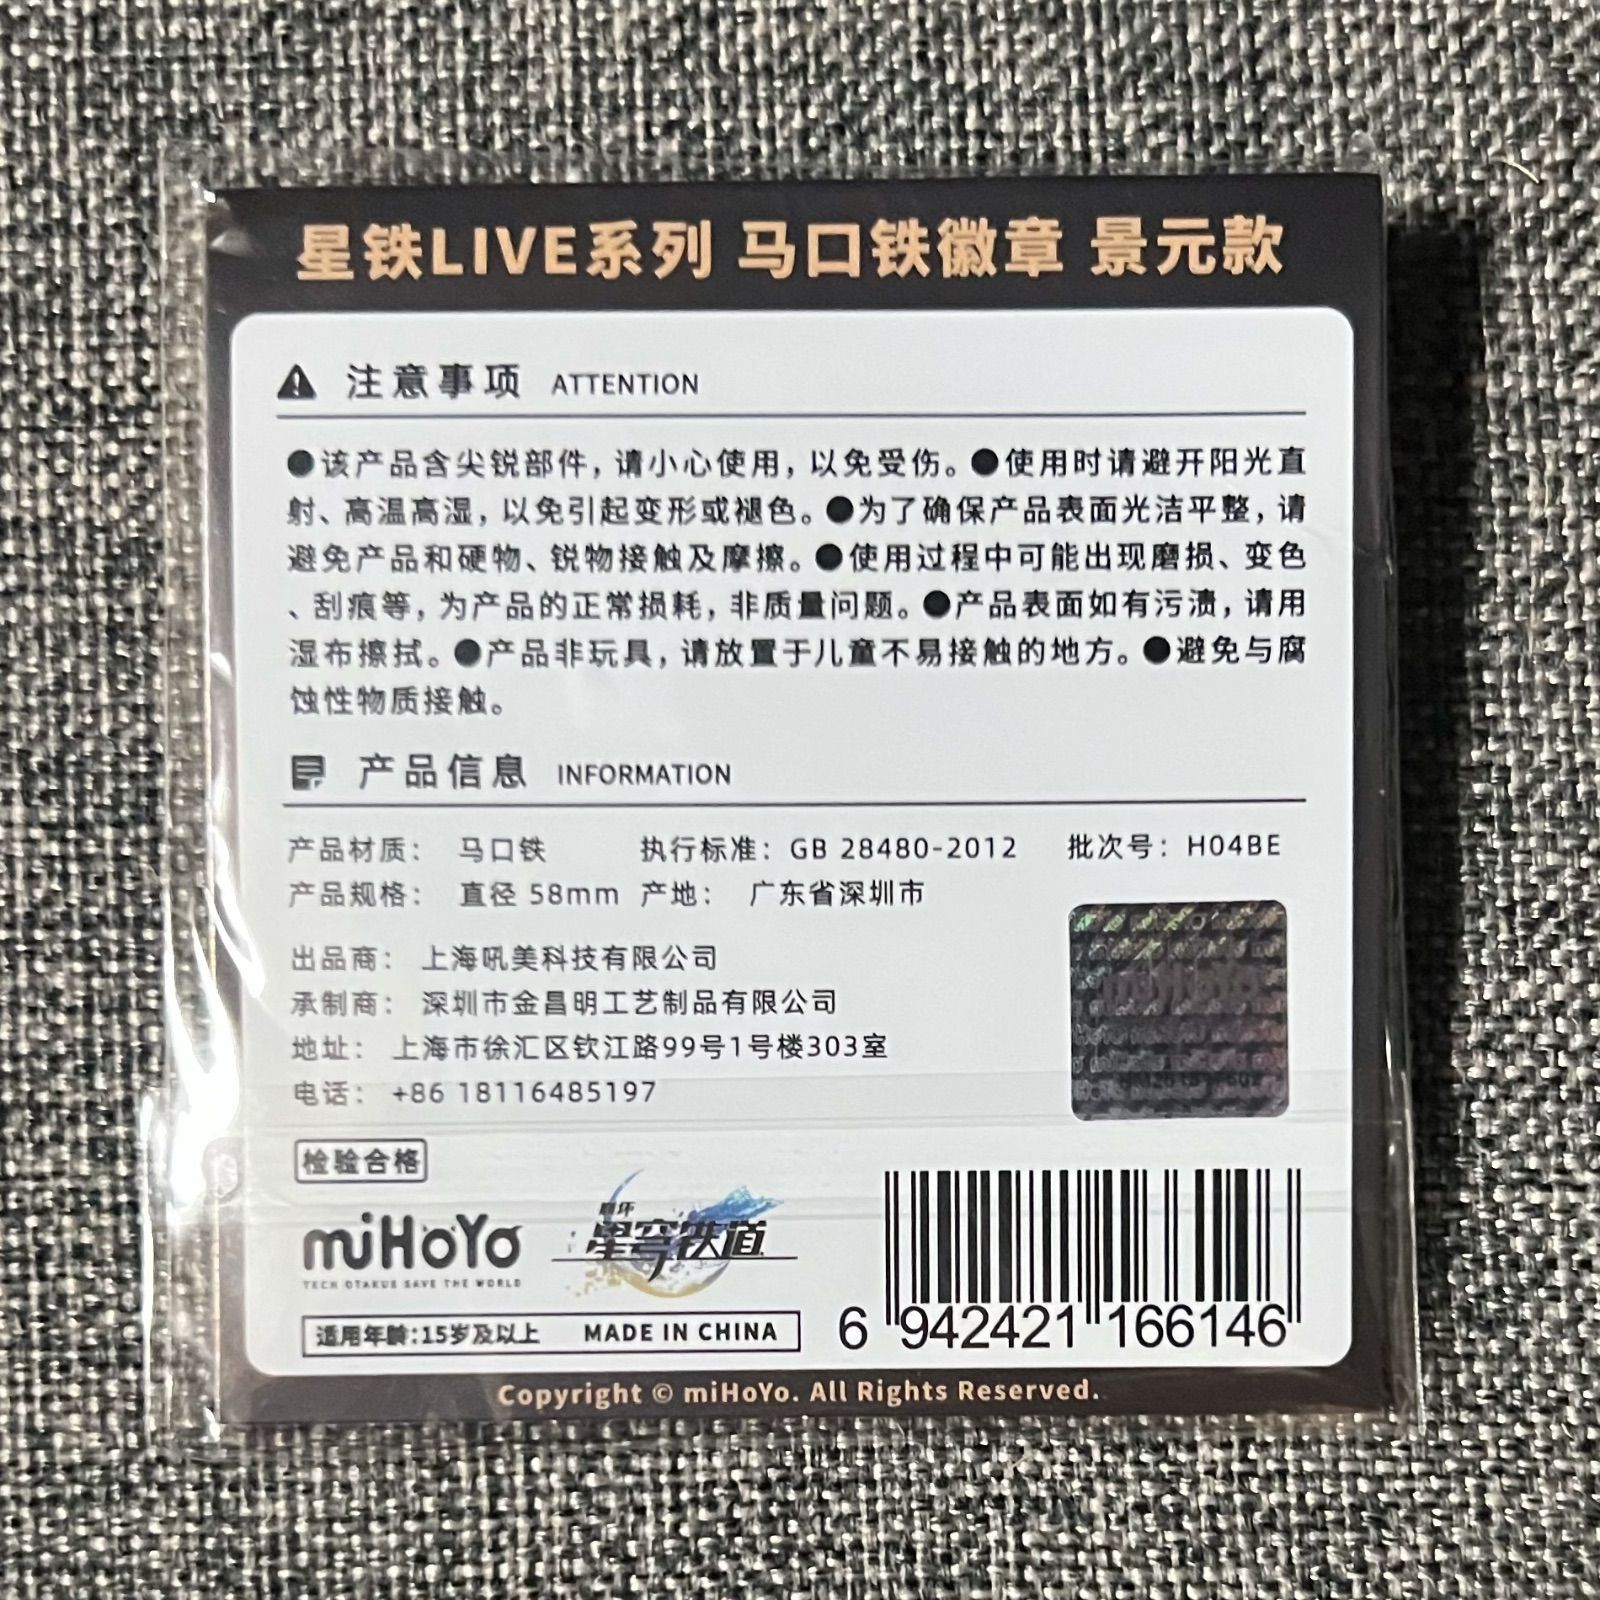 星铁LIVE系列 马口铁徽章 景元款
注意事项 ATTENTION
●该产品含尖锐部件，请小心使用，以免受伤。●使用时请避开阳光直
射、高温高湿，以免引起变形或褪色。●为了确保产品表面光洁平整，请
避免产品和硬物、锐物接触及摩擦。●使用过程中可能出现磨损、变色
、刮痕等，为产品的正常损耗，非质量问题。●产品表面如有污渍，请用
湿布擦拭。●产品非玩具，请放置于儿童不易接触的地方。●避免与腐
蚀性物质接触。
产品信息 INFORMATION
产品材质： 马口铁 执行标准：GB 28480-2012 批次号：H04BE
产品规格： 直径 58mm 产地： 广东省深圳市
出品商： 上海吼美科技有限公司
承制商： 深圳市金昌明工艺制品有限公司
地址： 上海市徐汇区钦江路99号1号楼303室
电话： +86 18116485197
miHoYo
检验合格
miHoYo
TECH OTAKUS SAVE THE WORLD
崩坏
星穹铁道
适用年龄：15岁及以上 MADE IN CHINA
6 942421 166146
Copyright © miHoYo. All Rights Reserved.